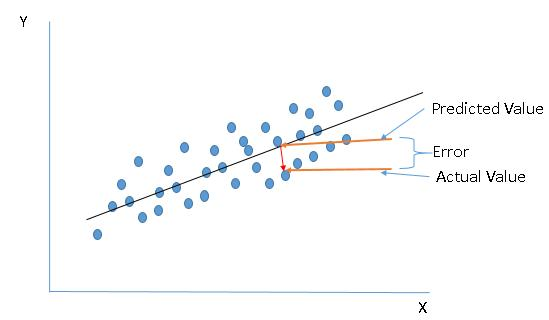 Y
Predicted Value
Error
Actual Value
X